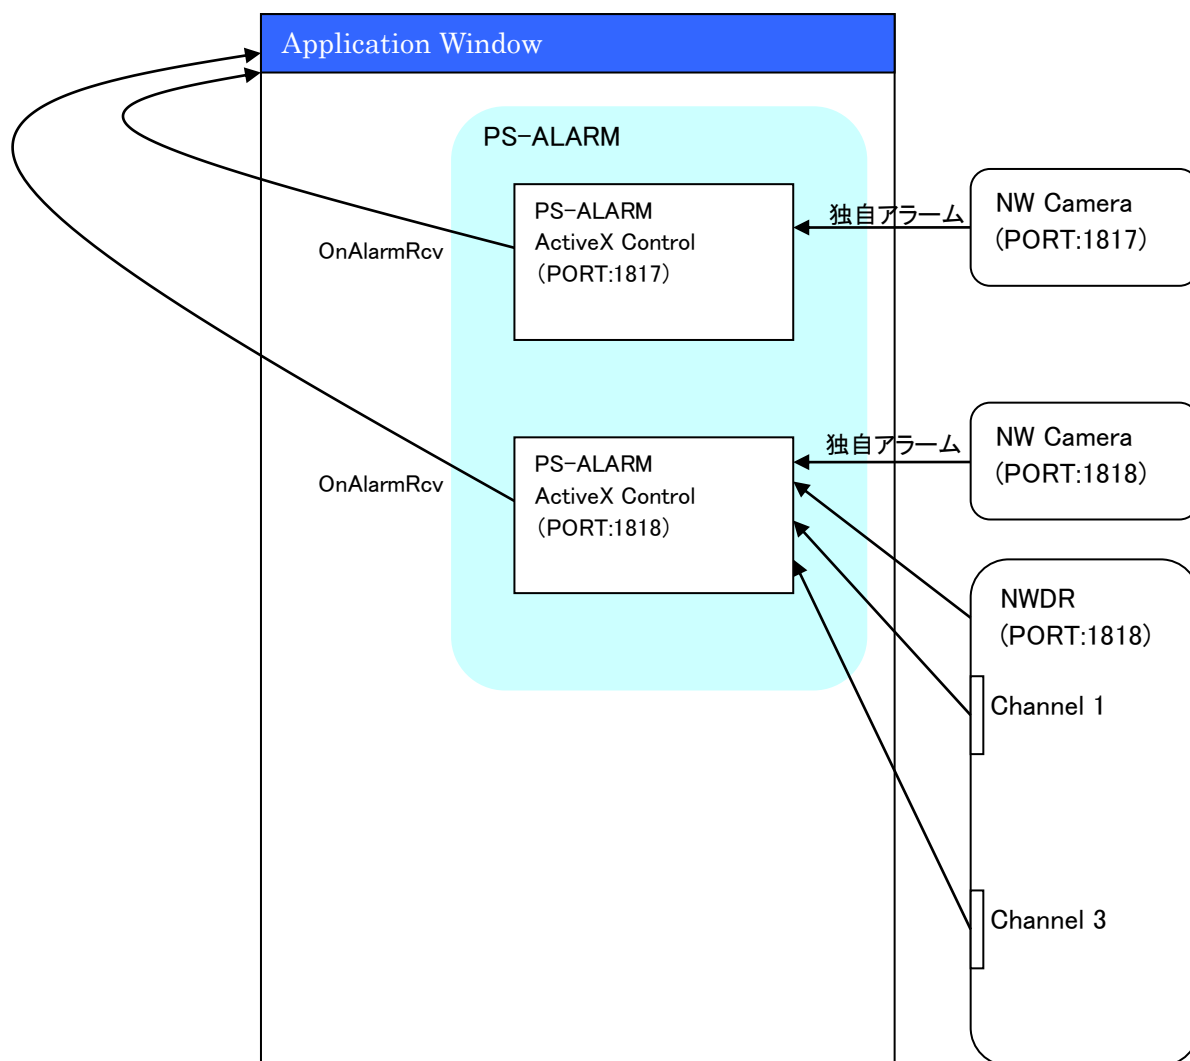 Application Window
PS-ALARM
PS-ALARM
ActiveX Control
(PORT:1817)
OnAlarmRcv
独自アラーム
NW Camera
(PORT:1817)
PS-ALARM
ActiveX Control
(PORT:1818)
OnAlarmRcv
独自アラーム
NW Camera
(PORT:1818)
NWDR
(PORT:1818)
Channel 1
Channel 3